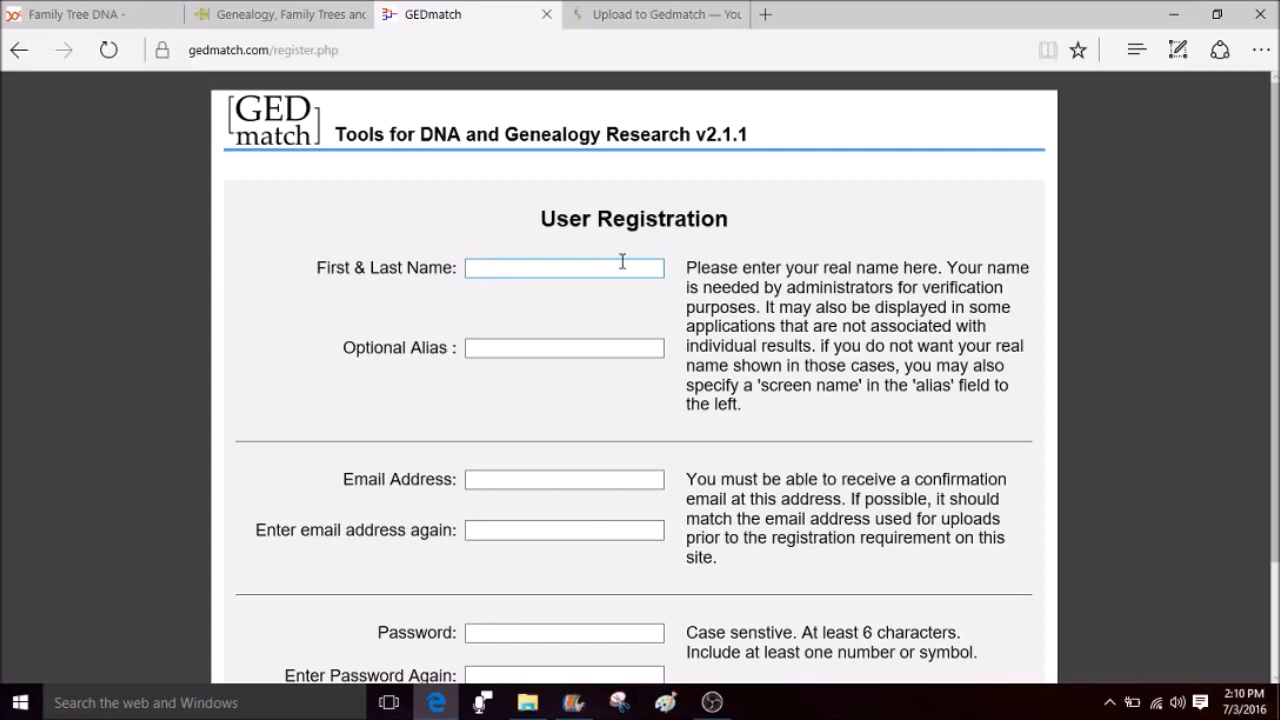 Family Tree DNA -
Genealogy, Family Trees and
GEDmatch
Upload to Gedmatch — You
gedmatch.com/register.php
[GED
match]
Tools for DNA and Genealogy Research v2.1.1
User Registration
First & Last Name:
Please enter your real name here. Your name
is needed by administrators for verification
purposes. It may also be displayed in some
applications that are not associated with
individual results. if you do not want your real
name shown in those cases, you may also
specify a 'screen name' in the 'alias' field to
the left.
Optional Alias :
Email Address:
Enter email address again:
You must be able to receive a confirmation
email at this address. If possible, it should
match the email address used for uploads
prior to the registration requirement on this
site.
Password:
Case senstive. At least 6 characters.
Include at least one number or symbol.
Enter Password Again:
Search the web and Windows
2:10 PM
7/3/2016